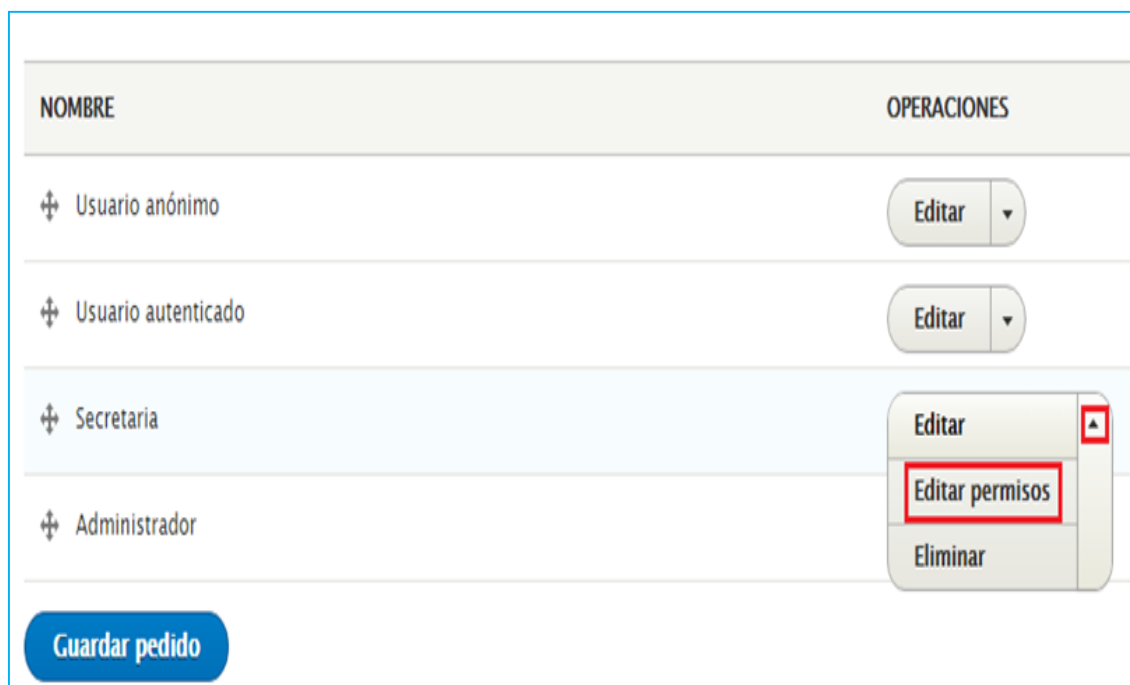 NOMBRE OPERACIONES
Usuario anónimo Editar
Usuario autenticado Editar
Secretaria Editar
Editar permisos
Administrador
Eliminar
Guardar pedido